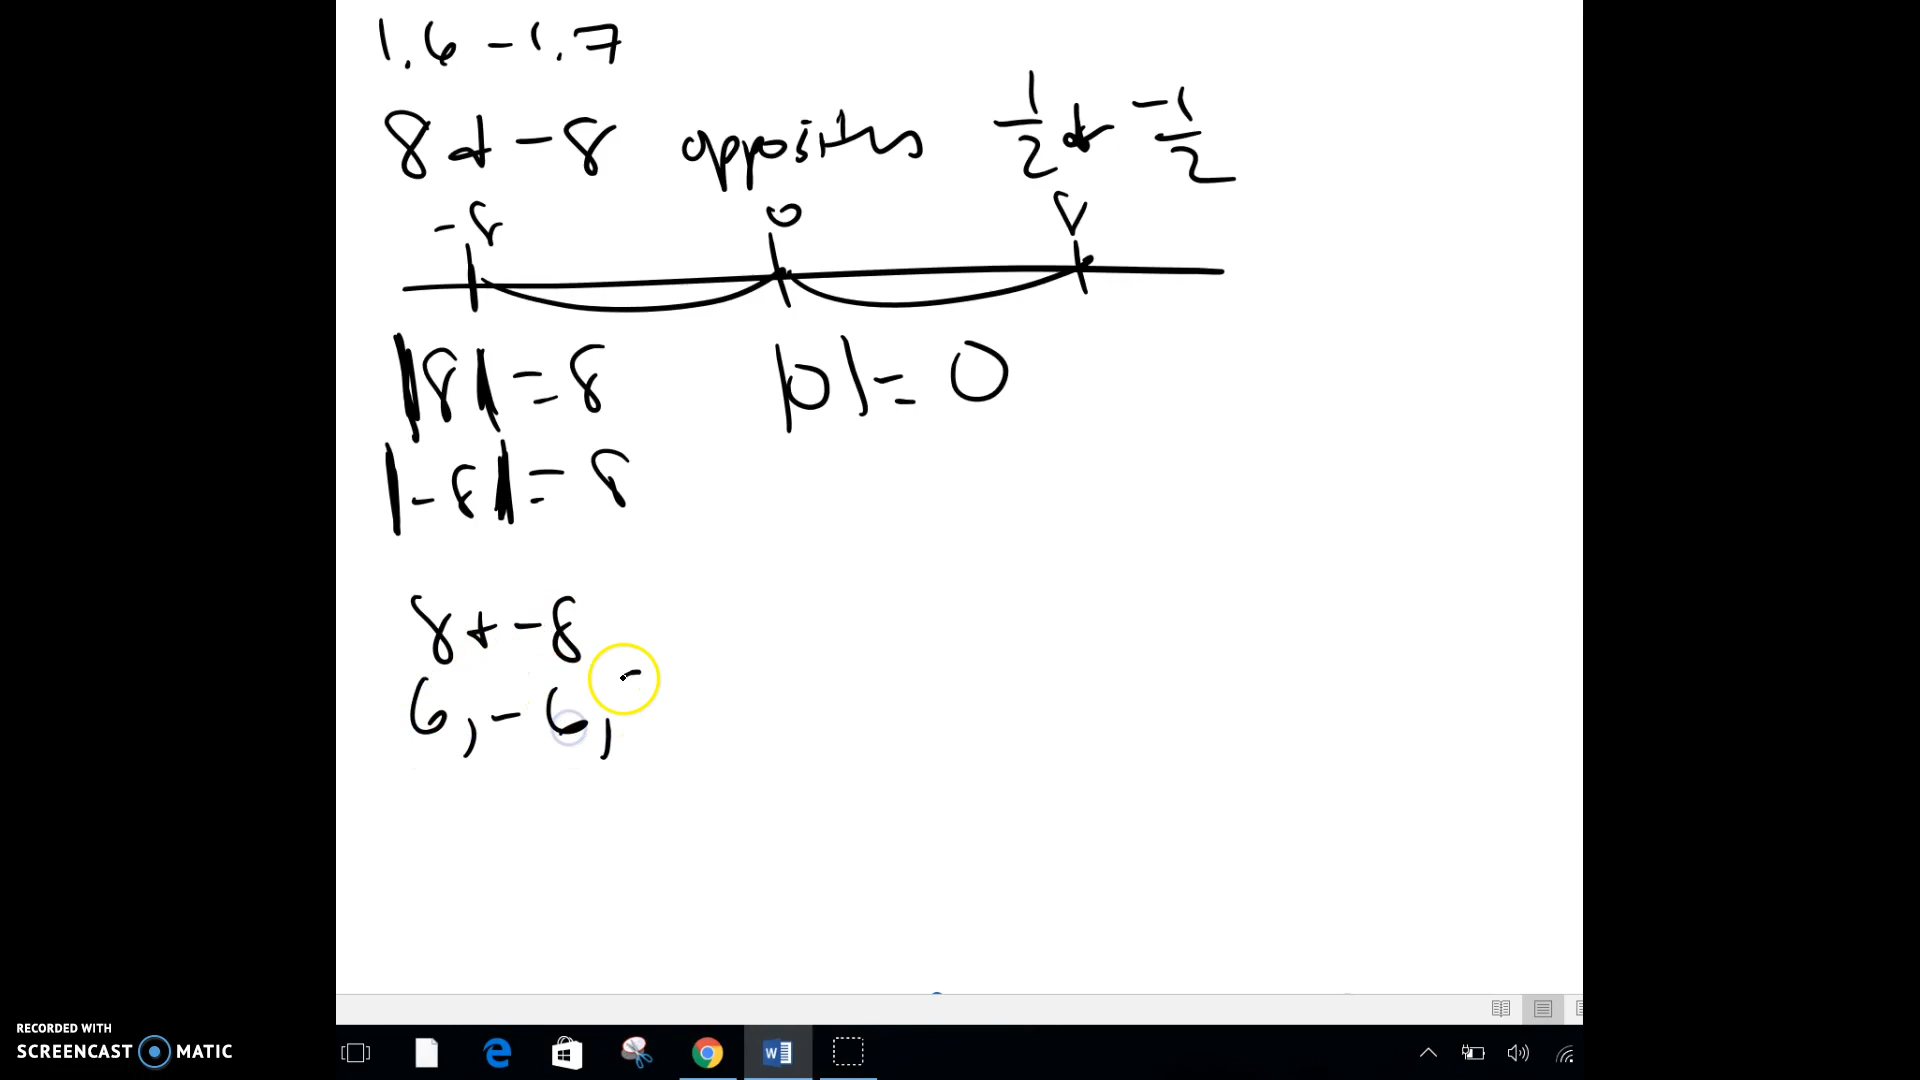 1.6 - 1.7
8 + -8 opposites 1/2 + -1/2
-8 0 8
|8| = 8 |0| = 0
|-8| = 8
8 + -8
6, -6, -
RECORDED WITH
SCREENCAST MATIC